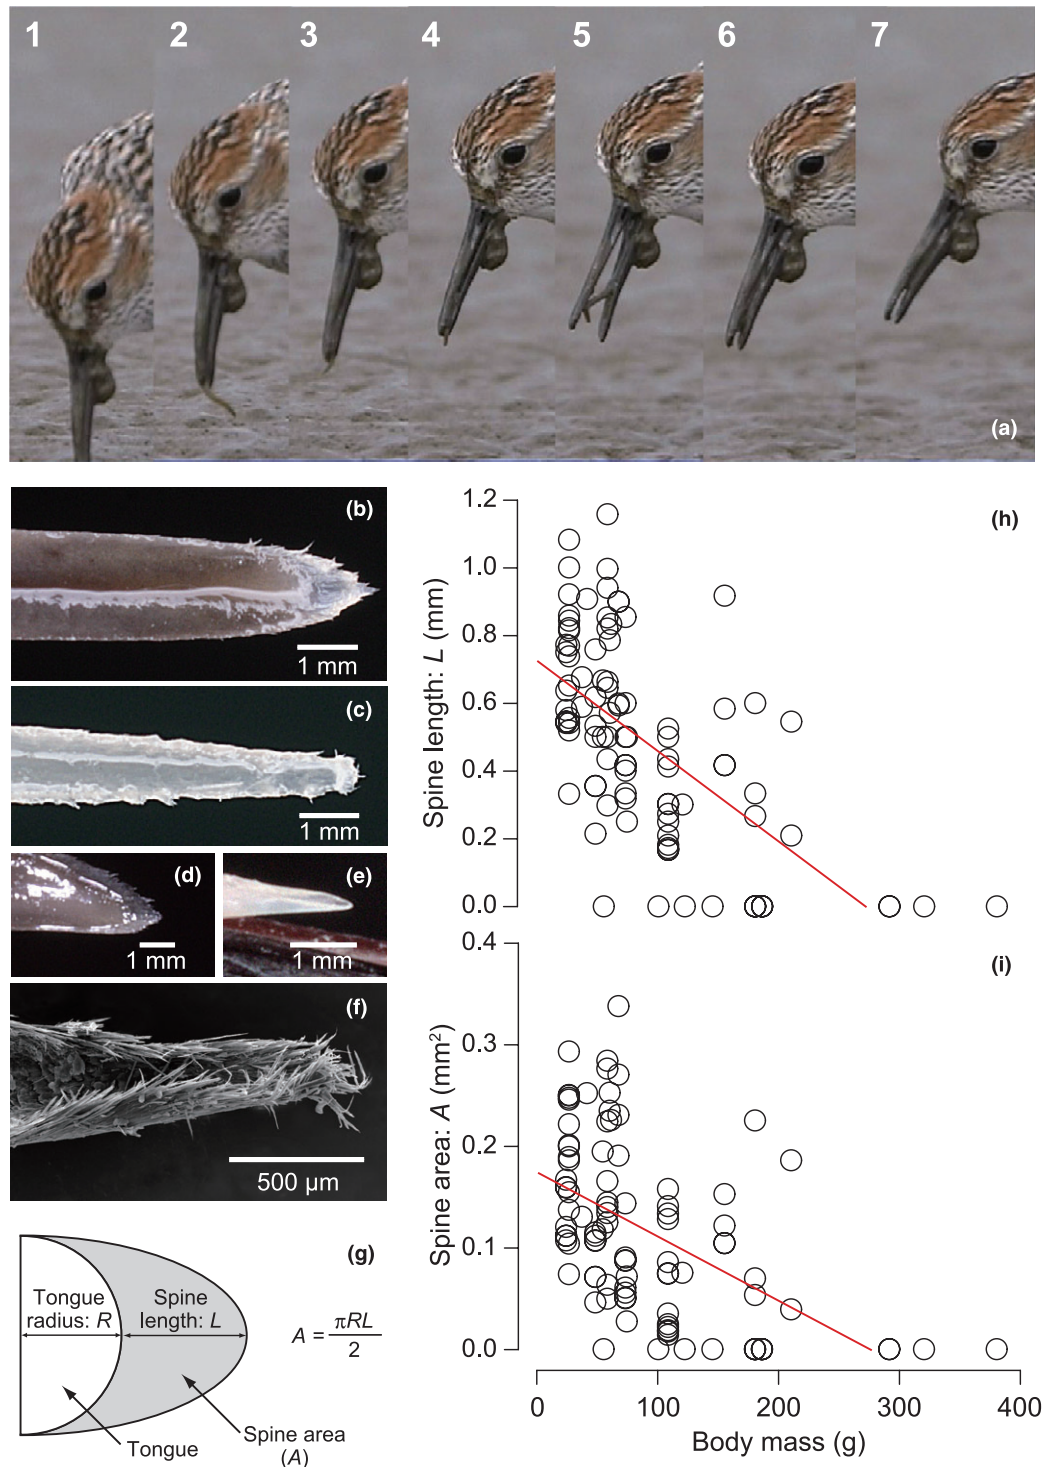 1 2 3 4 5 6 7
(a)
(b)
1 mm
(c)
1 mm
(d)
1 mm
(e)
1 mm
(f)
500 µm
(g)
Tongue
radius: R
Spine
length: L
A = πRL
2
Tongue
Spine area
(A)
(h)
Spine length: L (mm)
1.2
1.0
0.8
0.6
0.4
0.2
0.0
(i)
Spine area: A (mm²)
0.4
0.3
0.2
0.1
0.0
0 100 200 300 400
Body mass (g)